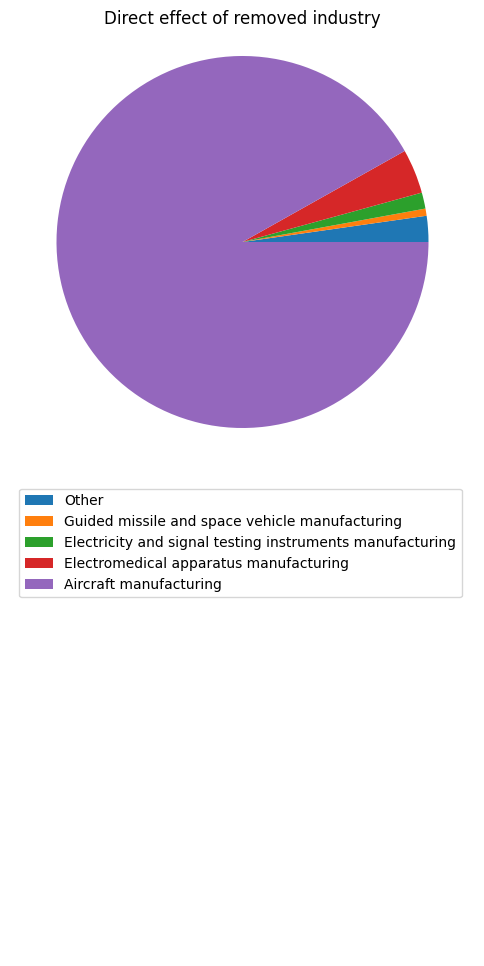 Direct effect of removed industry
Other
Guided missile and space vehicle manufacturing
Electricity and signal testing instruments manufacturing
Electromedical apparatus manufacturing
Aircraft manufacturing